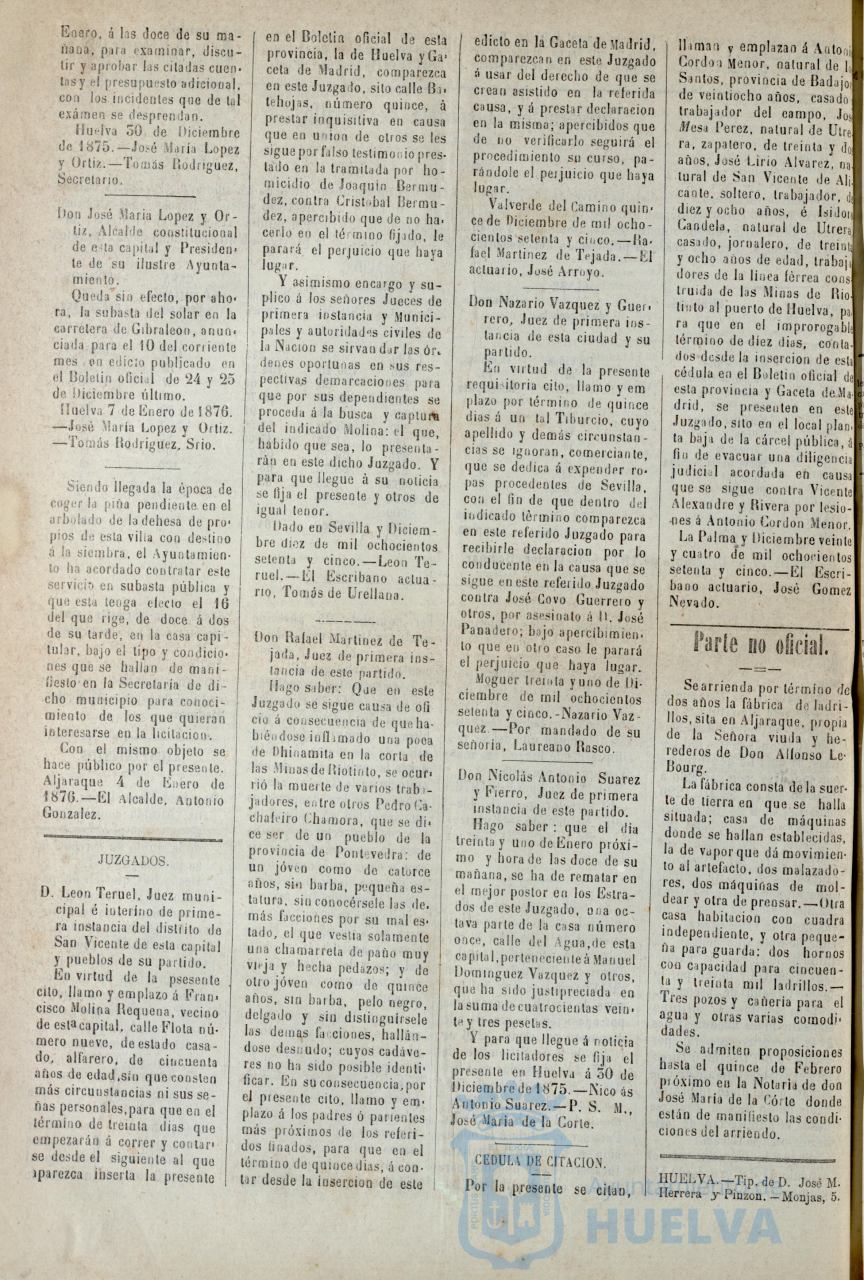 Enero, á las doce de su ma-
ñana, para examinar, discu-
tir y aprobar las citadas cuen-
tas y el presupuesto adicional,
con los incidentes que de tal
exámen se desprendan.
Huelva 30 de Diciembre
de 1875.—José María Lopez
y Ortiz.—Tomás Rodriguez,
Secretario.
Don José Maria Lopez y Or-
tiz, Alcalde constitucional
de esta capital y Presiden-
te de su ilustre Ayunta-
miento.
Queda sin efecto, por aho-
ra, la subasta del solar en la
carretera de Gibraleon, anun-
ciada para el 10 del corriente
mes en edicto publicado en
el Boletin oficial de 24 y 25
de Diciembre último.
Huelva 7 de Enero de 1876.
—José María Lopez y Ortiz.
—Tomás Rodriguez, Srio.
Siendo llegada la época de
coger la piña pendiente en el
arbolado de la dehesa de pro-
pios de esta villa con destino
á la siembra, el Ayuntamien-
to ha acordado contratar este
servicio en subasta pública y
que esta tenga efecto el 16
del que rige, de doce á dos
de su tarde, en la casa capi-
tular, bajo el tipo y condicio-
nes que se hallan de mani-
fiesto en la Secretaría de di-
cho municipio para conoci-
miento de los que quieran
interesarse en la licitacion.
Con el mismo objeto se
hace público por el presente.
Aljaraque 4 de Enero de
1876.—El Alcalde, Antonio
Gonzalez.
JUZGADOS.
D. Leon Teruel, Juez muni-
cipal é interino de prime-
ra instancia del distrito de
San Vicente de esta capital
y pueblos de su partido.
En virtud de la psesente
cito, llamo y emplazo á Fran-
cisco Molina Requena, vecino
de estª capital, calle Flota nú-
mero nueve, de estado casa-
do, alfarero, de cincuenta
años de edad, sin que consten
más circunstancias ni sus se-
ñas personales, para que en el
término de treinta dias que
empezarán á correr y contar-
se desde el siguiente al que
aparezca inserta la presente
en el Boletin oficial de esta
provincia, la de Huelva y Ga-
ceta de Madrid, comparezca
en este Juzgado, sito calle Ba-
tehojas, número quince, á
prestar inquisitiva en causa
que en union de otros se les
sigue por falso testimonio pres-
tado en la tramitada por ho-
micidio de Joaquin Bermu-
dez, contra Cristobal Bermu-
dez, apercibido que de no ha-
cerlo en el término fijado, le
parará el perjuicio que haya
lugar.
Y asimismo encargo y su-
plico á los señores Jueces de
primera instancia y Munici-
pales y autoridades civiles de
la Nacion se sirvan dar las ór-
denes oportunas en sus res-
pectivas demarcaciones para
que por sus dependientes se
proceda á la busca y captura
del indicado Molina: el que,
habido que sea, lo presenta-
rán en este dicho Juzgado. Y
para que llegue á su noticia
se fija el presente y otros de
igual tenor.
Dado en Sevilla y Diciem-
bre diez de mil ochocientos
setenta y cinco.—Leon Te-
ruel.—El Escribano actua-
rio, Tomás de Urellana.
Don Rafael Martinez de Te-
jada, Juez de primera ins-
tancia de este partido.
Hago saber: Que en este
Juzgado se sigue causa de ofi
cio á consecuencia de que ha-
biéndose inflamado una poca
de Dhinamita en la corta de
las Minas de Riotinto, se ocur-
rió la muerte de varios traba-
jadores, entre otros Pedro Ca-
chafeiro Chamora, que se di-
ce ser de un pueblo de la
provincia de Pontevedra: de
un jóven como de catorce
años, sin barba, pequeña es-
tatura, sin conocérsele las de-
más facciones por su mal es-
tado, el que vestia solamente
una chamarreta de paño muy
vieja y hecha pedazos; y de
otro jóven como de quince
años, sin barba, pelo negro,
delgado y sin distinguírsele
las demas facciones, hallán-
dose desnudo; cuyos cadáve-
res no ha sido posible identi-
ficar. En su consecuencia, por
el presente cito, llamo y em-
plazo á los padres ó parientes
más próximos de los referi-
dos finados, para que en el
término de quince dias, á con-
tar desde la insercion de este
edicto en la Gaceta de Madrid,
comparezcan en este Juzgado
á usar del derecho de que se
crean asistido en la referida
causa, y á prestar declaracion
en la misma; apercibidos que
de no verificarlo seguirá el
procedimiento su curso, pa-
rándole el perjuicio que haya
lugar.
Valverde del Camino quin-
ce de Diciembre de mil ocho-
cientos setenta y cinco.—Ra-
fael Martinez de Tejada.—El
actuario, José Arroyo.
Don Nazario Vazquez y Guer-
rero, Juez de primera ins-
tancia de esta ciudad y su
partido.
En virtud de la presente
requisitoria cito, llamo y em
plazo por término de quince
dias á un tal Tiburcio, cuyo
apellido y demás circunstan-
cias se ignoran, comerciante,
que se dedica á expender ro-
pas procedentes de Sevilla,
con el fin de que dentro del
indicado término comparezca
en este referido Juzgado para
recibirle declaracion por lo
conducente en la causa que se
sigue en este referido Juzgado
contra José Covo Guerrero y
otros, por asesinato á D. José
Panadero; bajo apercibimien-
to que en otro caso le parará
el perjuicio que haya lugar.
Moguer treinta y uno de Di-
ciembre de mil ochocientos
setenta y cinco.-Nazario Vaz-
quez —Por mandado de su
señoria, Laureano Rasco.
Don Nicolás Antonio Suarez
y Fierro, Juez de primera
instancia de este partido.
Hago saber: que el dia
treinta y uno de Enero próxi-
mo y hora de las doce de su
mañana, se ha de rematar en
el mejor postor en los Estra-
dos de este Juzgado, una oc-
tava parte de la casa número
once, calle del Agua, de esta
capital, perteneciente á Manuel
Dominguez Vazquez y otros,
que ha sido justipreciada en
la suma de cuatrocientas vein-
te y tres pesetas.
Y para que llegue á noticia
de los licitadores se fija el
presente en Huelva á 30 de
Diciembre de 1875.—Nico ás
Antonio Suarez.—P. S. M.,
José Maria de la Corte.
CEDULA DE CITACION.
Por la presente se citan,
llaman y emplazan á Antonio
Cordon Menor, natural de los
Santos, provincia de Badajoz
de veintiocho años, casado
trabajador del campo, José
Mesa Perez, natural de Utre-
ra, zapatero, de treinta y dos
años, José Lirio Alvarez, na-
tural de San Vicente de Ali-
cante, soltero, trabajador, de
diez y ocho años, é Isidoro
Candela, natural de Utrera
casado, jornalero, de treinta
y ocho años de edad, trabaja-
dores de la linea férrea cons-
truida de las Minas de Rio-
tinto al puerto de Huelva, pa-
ra que en el improrogable
término de diez dias, conta-
dos desde la insercion de esta
cédula en el Boletin oficial de
esta provincia y Gaceta de Ma-
drid, se presenten en este
Juzgado, sito en el local plan-
ta baja de la cárcel pública, á
fin de evacuar una diligencia
judicial acordada en causa
que se sigue contra Vicente
Alexandre y Rivera por lesio-
nes á Antonio Cordon Menor.
La Palma y Diciembre veinte
y cuatro de mil ochocientos
setenta y cinco.—El Escri-
bano actuario, José Gomez
Nevado.
Parte no oficial.
Se arrienda por término de
dos años la fábrica de ladri-
llos, sita en Aljaraque, propia
de la Señora viuda y he-
rederos de Don Alfonso Le-
Bourg.
La fábrica consta de la suer-
te de tierra en que se halla
situada; casa de máquinas
donde se hallan establecidas,
la de vapor que dá movimien-
to al artefacto, dos malazado-
res, dos máquinas de mol-
dear y otra de prensar.—Otra
casa habitacion con cuadra
independiente, y otra peque-
ña para guarda: dos hornos
con capacidad para cincuen-
ta y treinta mil ladrillos.—
Tres pozos y cañeria para el
agua y otras varias comodi-
dades.
Se admiten proposiciones
hasta el quince de Febrero
próximo en la Notaria de don
José Maria de la Córte donde
están de manifiesto las condi-
ciones del arriendo.
HUELVA.—Tip. de D. José M.
Herrera y Pinzon.—Monjas, 5.
Ayuntamiento de
HUELVA